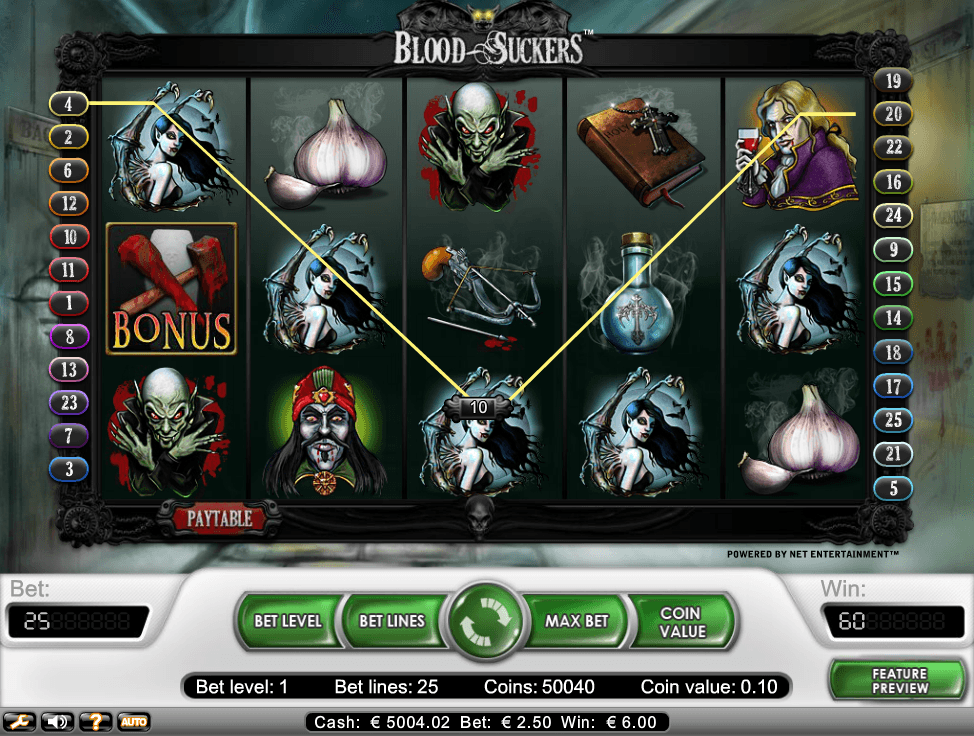 BLOOD SUCKERS™
4
2
6
12
10
11
1
8
13
23
7
3
19
20
22
16
24
9
15
14
18
17
25
21
5
HOLY
BONUS
10
PAYTABLE
POWERED BY NET ENTERTAINMENT™
Bet:
25
BET LEVEL
BET LINES
MAX BET
COIN
VALUE
Win:
60
FEATURE
PREVIEW
Bet level: 1 Bet lines: 25 Coins: 50040 Coin value: 0.10
? AUTO
Cash: € 5004.02 Bet: € 2.50 Win: € 6.00